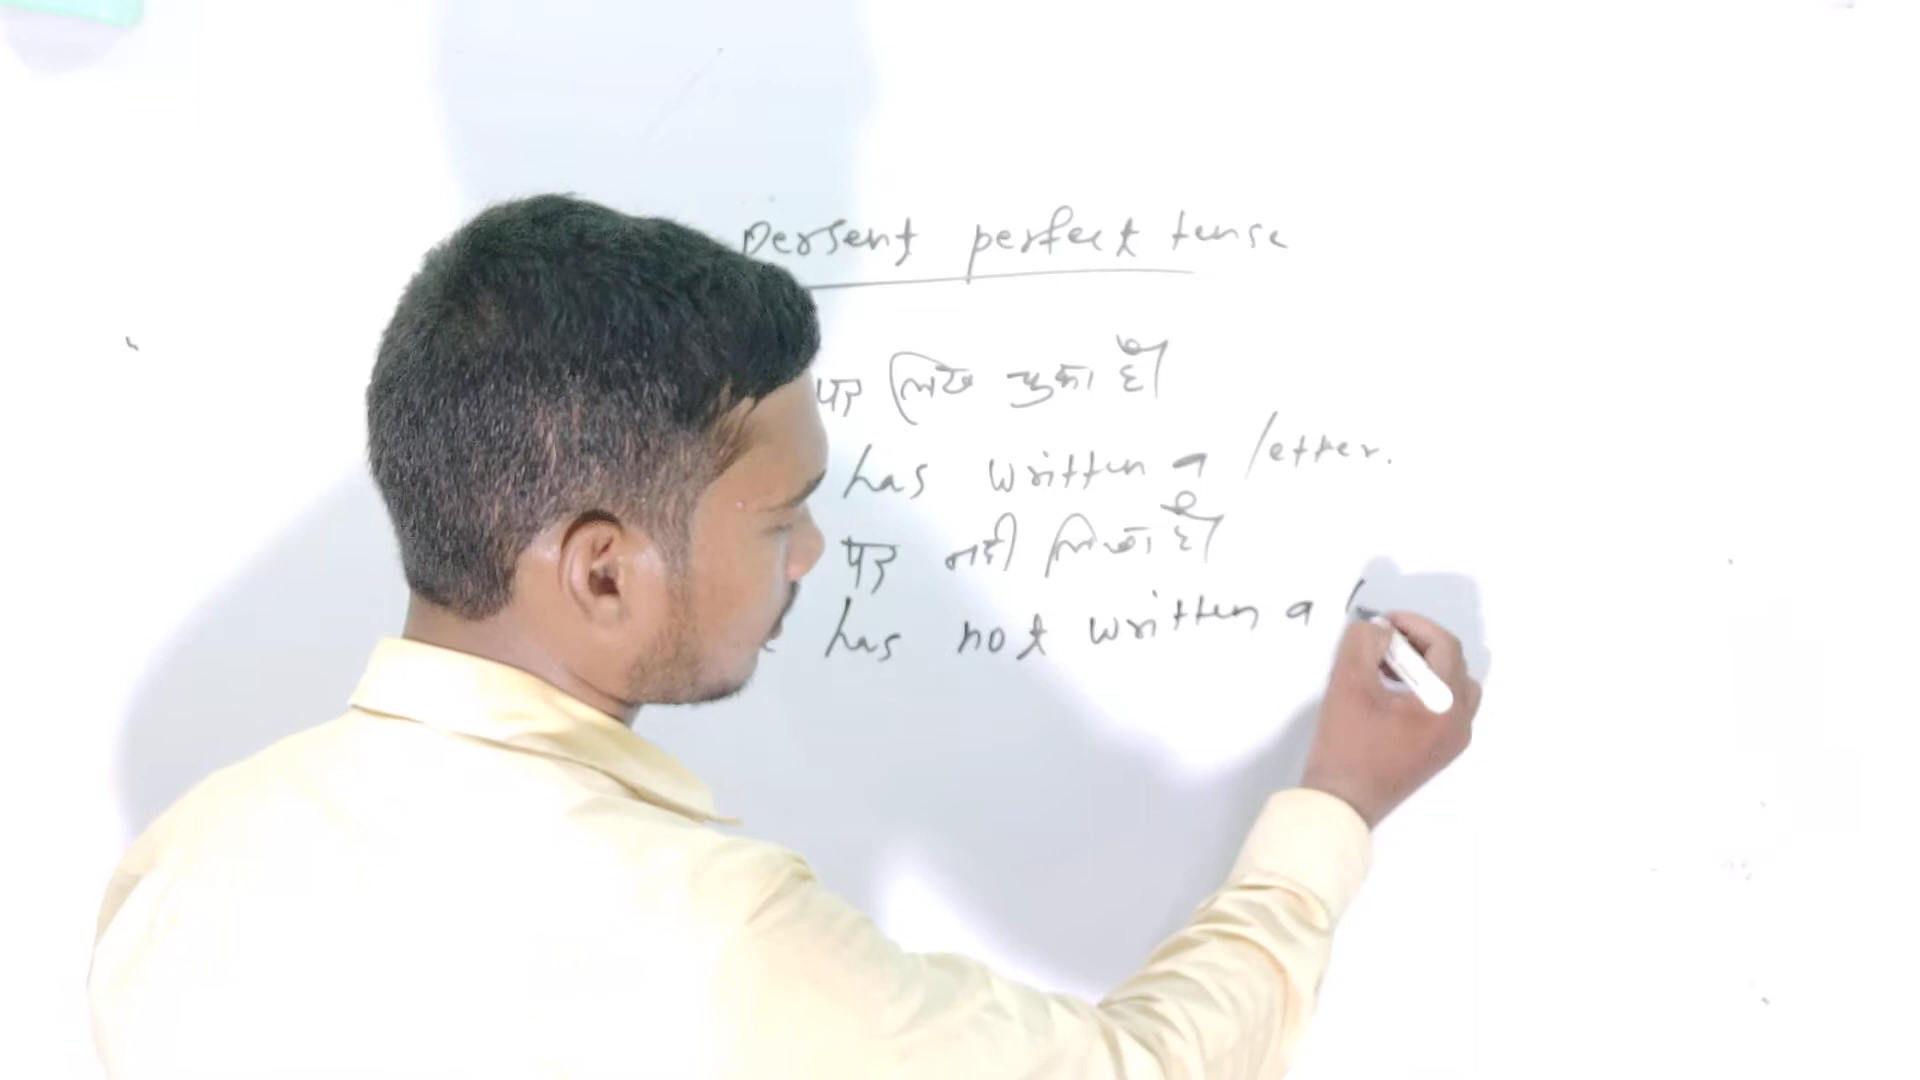 Persent perfect tense
पत्र लिख चुका है
has written a letter.
पत्र नहीं लिखा है
has not written a l